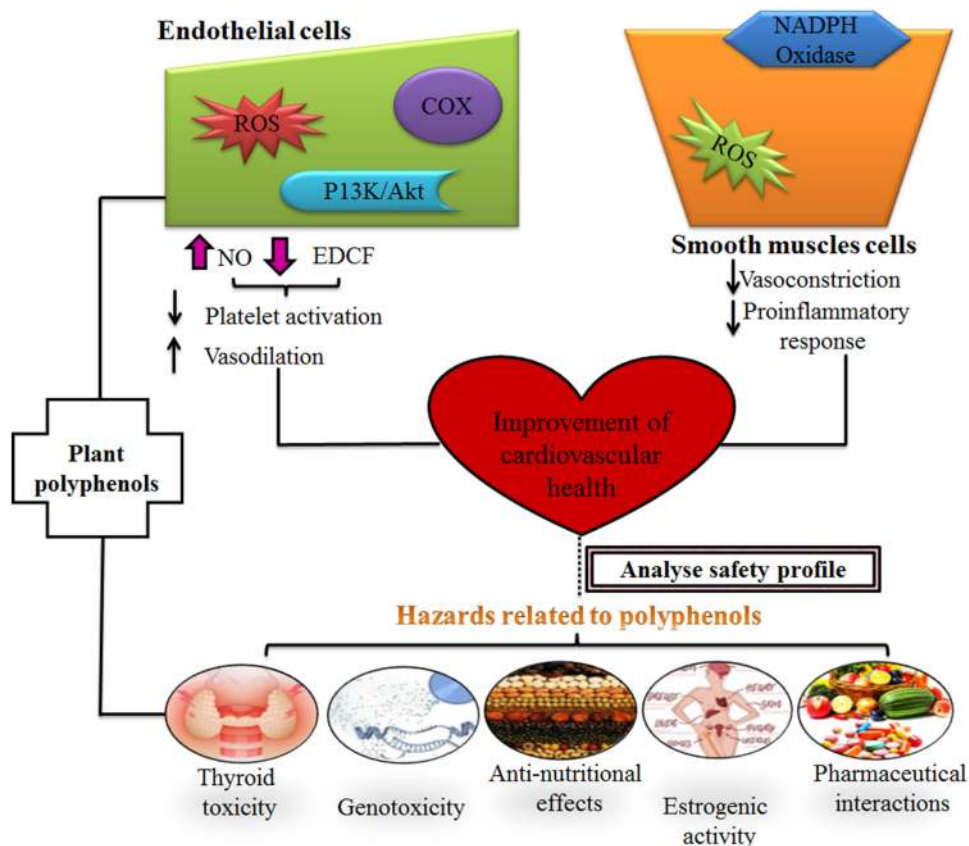 Endothelial cells
NADPH
Oxidase
ROS
COX
ROS
P13K/Akt
NO
EDCF
Smooth muscles cells
Vasoconstriction
Platelet activation
Proinflammatory
response
Vasodilation
Improvement of
cardiovascular
health
Plant
polyphenols
Analyse safety profile
Hazards related to polyphenols
Thyroid
toxicity
Genotoxicity
Anti-nutritional
effects
Estrogenic
activity
Pharmaceutical
interactions